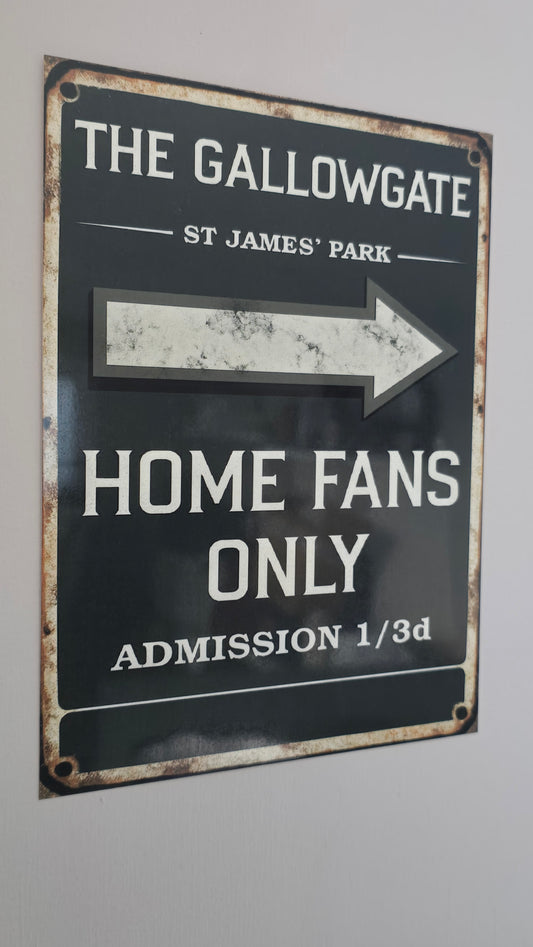 THE GALLOWGATE
ST JAMES' PARK
HOME FANS
ONLY
ADMISSION 1/3d